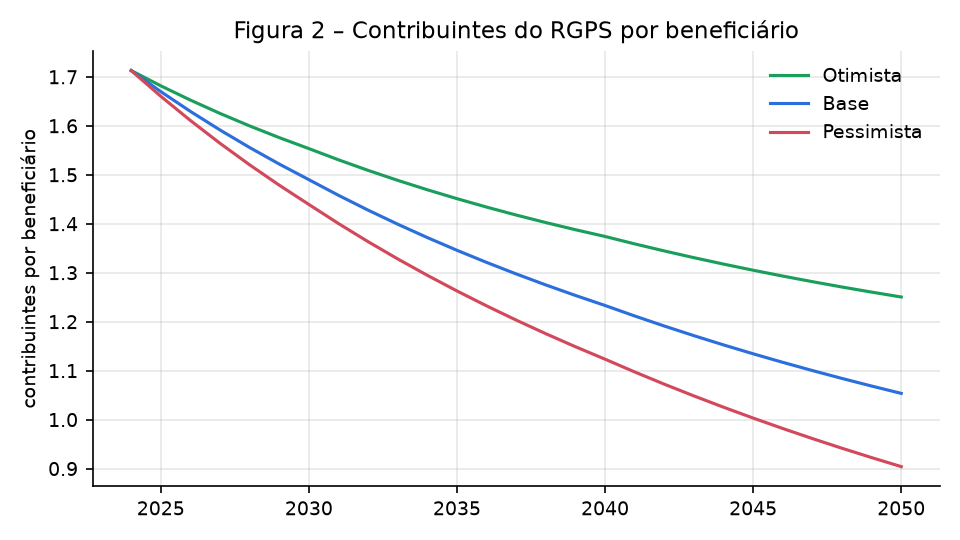 Figura 2 – Contribuintes do RGPS por beneficiário
contribuintes por beneficiário
1.7
1.6
1.5
1.4
1.3
1.2
1.1
1.0
0.9
2025 2030 2035 2040 2045 2050
Otimista
Base
Pessimista